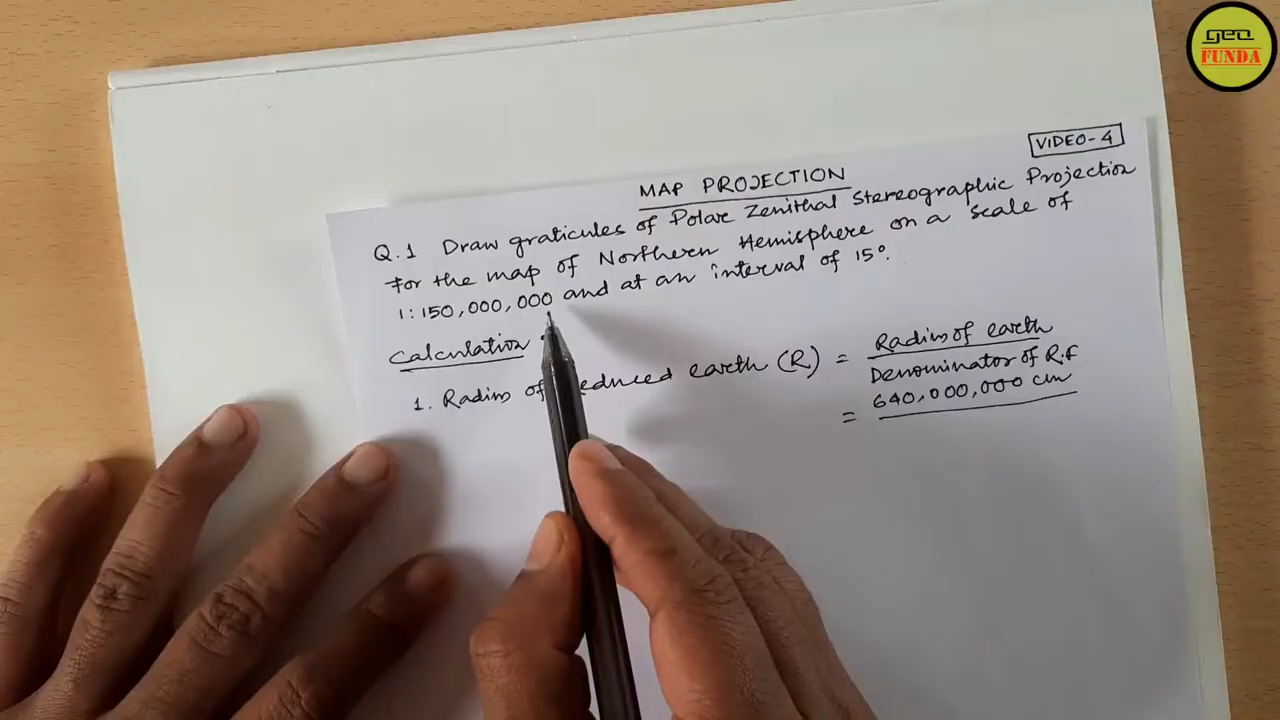 geo
FUNDA
VIDEO-4
MAP PROJECTION
Q.1 Draw graticules of Polar Zenithal Stereographic Projection
for the map of Northern Hemisphere on a scale of
1:150,000,000 and at an interval of 15°.
Calculation
1. Radius of reduced earth (R) = Radius of earth
Denominator of R.F
= 640,000,000 cm